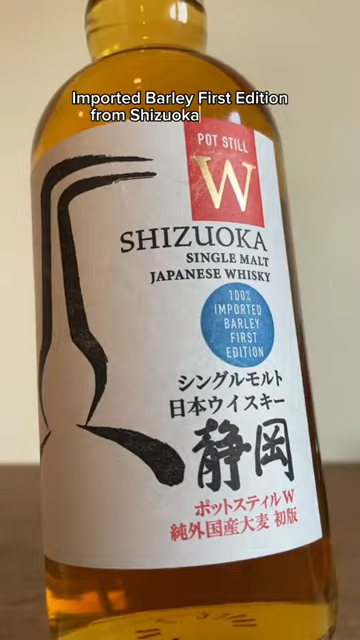 Imported Barley First Edition
from Shizuoka
POT STILL
W
SHIZUOKA
SINGLE MALT
JAPANESE WHISKY
100%
IMPORTED
BARLEY
FIRST
EDITION
シングルモルト
日本ウイスキー
静岡
ポットスティルW
純外国産大麦 初版